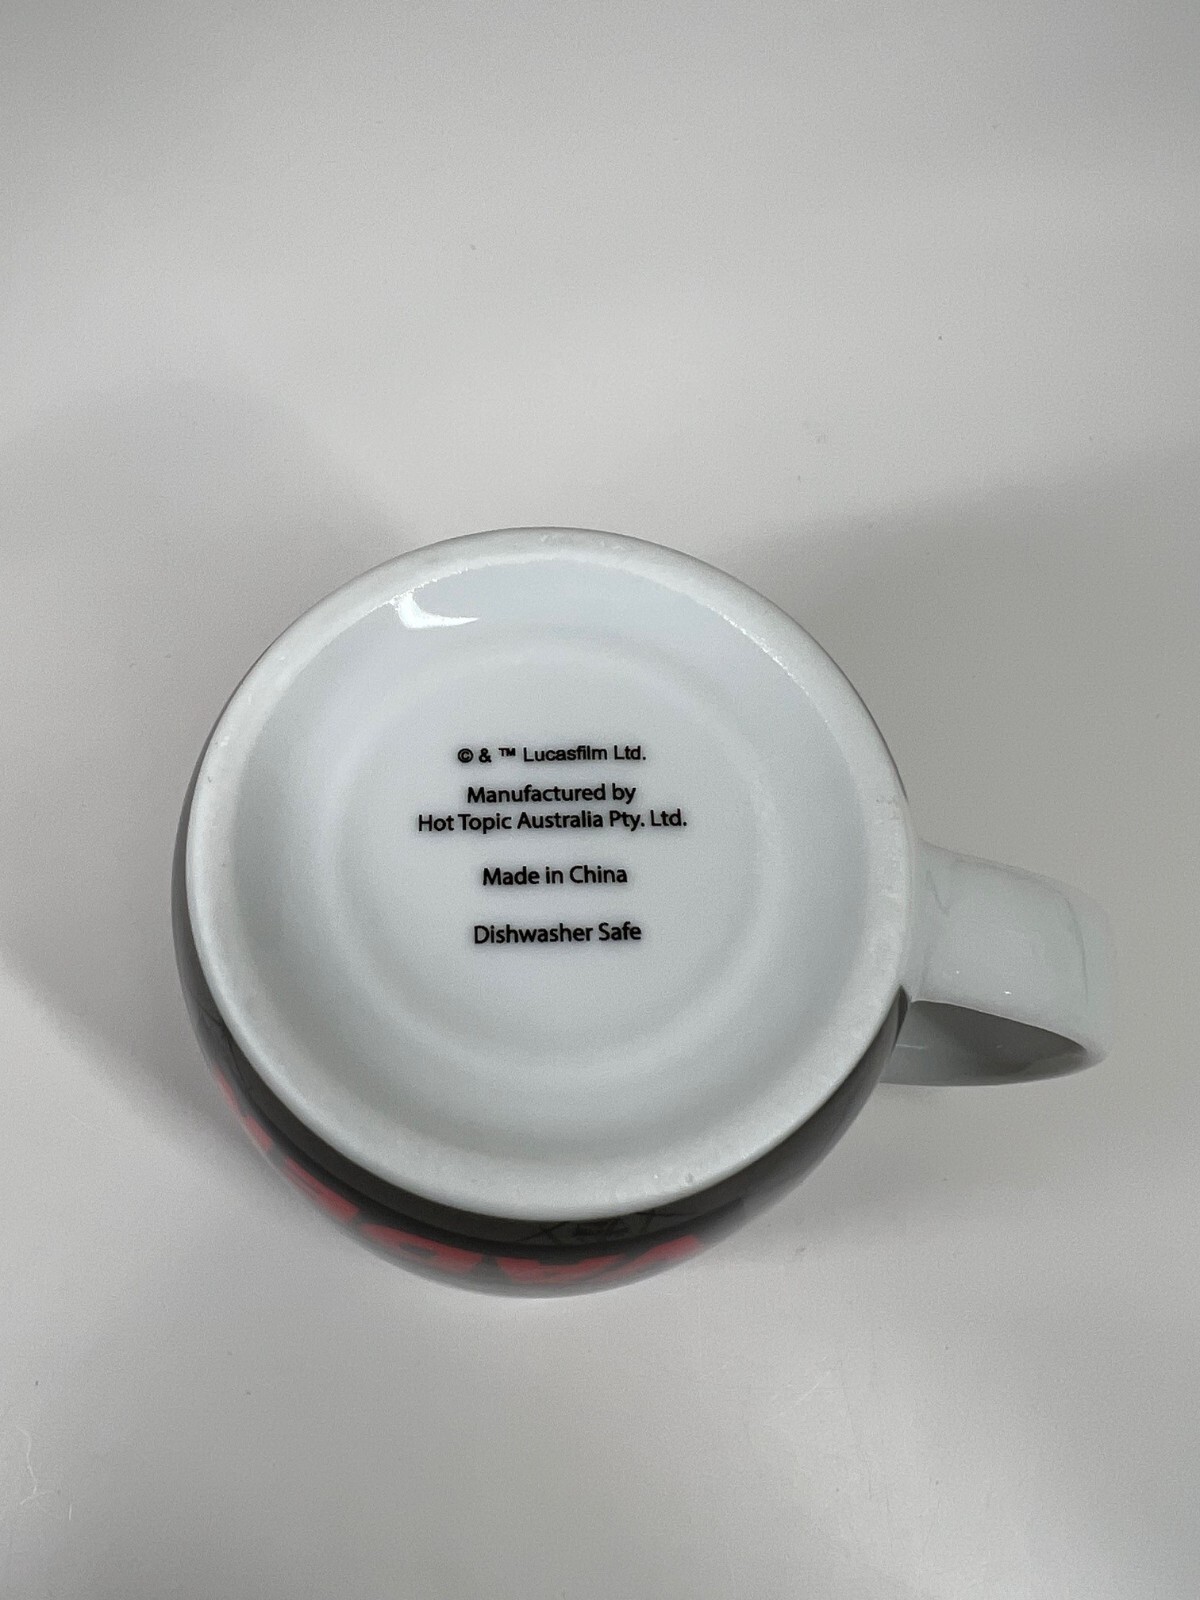 © & ™ Lucasfilm Ltd.
Manufactured by
Hot Topic Australia Pty. Ltd.
Made in China
Dishwasher Safe